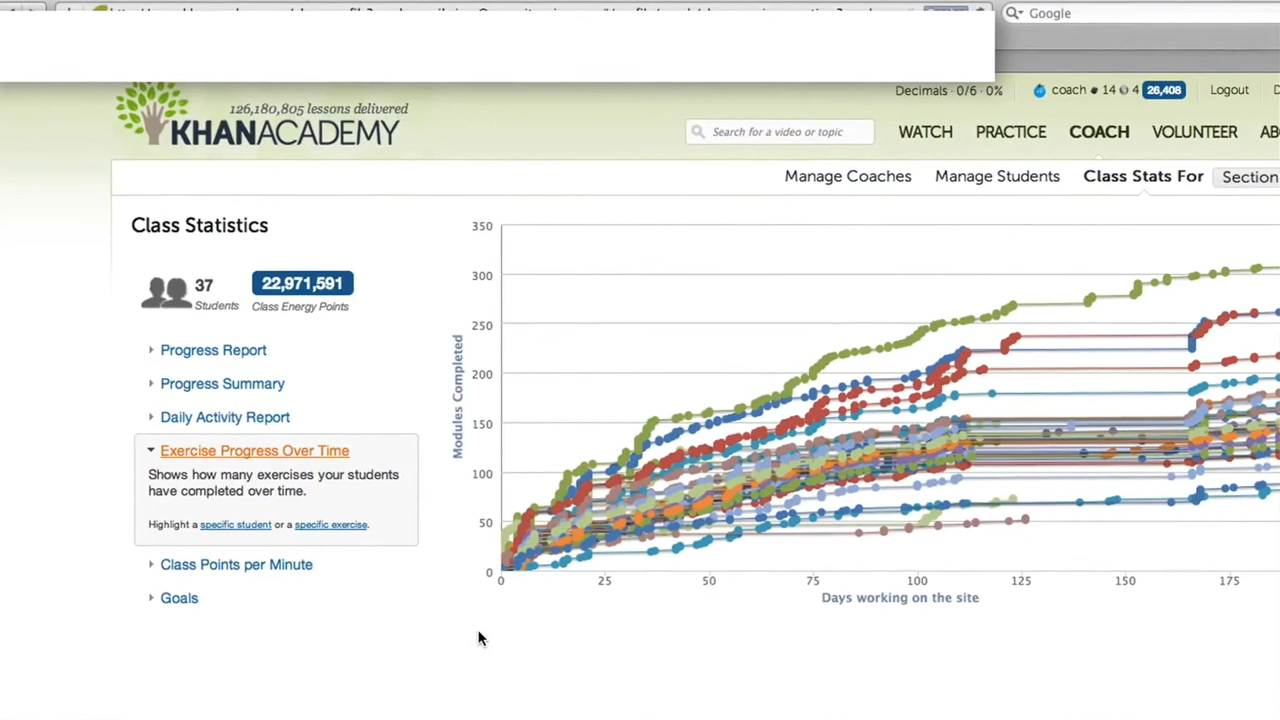 Google
Decimals · 0/6 · 0%
coach
14
4
26,408
Logout
126,180,805 lessons delivered
KHANACADEMY
Search for a video or topic
WATCH
PRACTICE
COACH
VOLUNTEER
AB
Manage Coaches
Manage Students
Class Stats For
Section
Class Statistics
37
Students
22,971,591
Class Energy Points
Progress Report
Progress Summary
Daily Activity Report
Exercise Progress Over Time
Shows how many exercises your students
have completed over time.
Highlight a specific student or a specific exercise.
Class Points per Minute
Goals
Modules Completed
350
300
250
200
150
100
50
0
0
25
50
75
100
125
150
175
Days working on the site